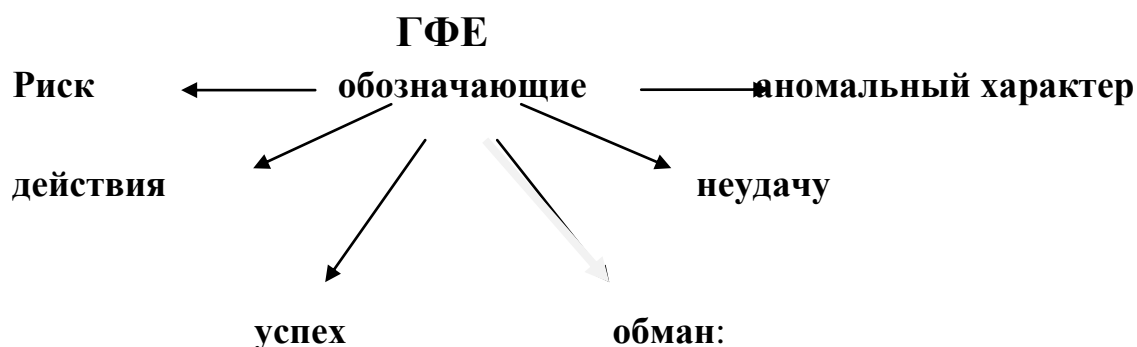 ГФЕ
Риск обозначающие аномальный характер
действия неудачу
успех обман: